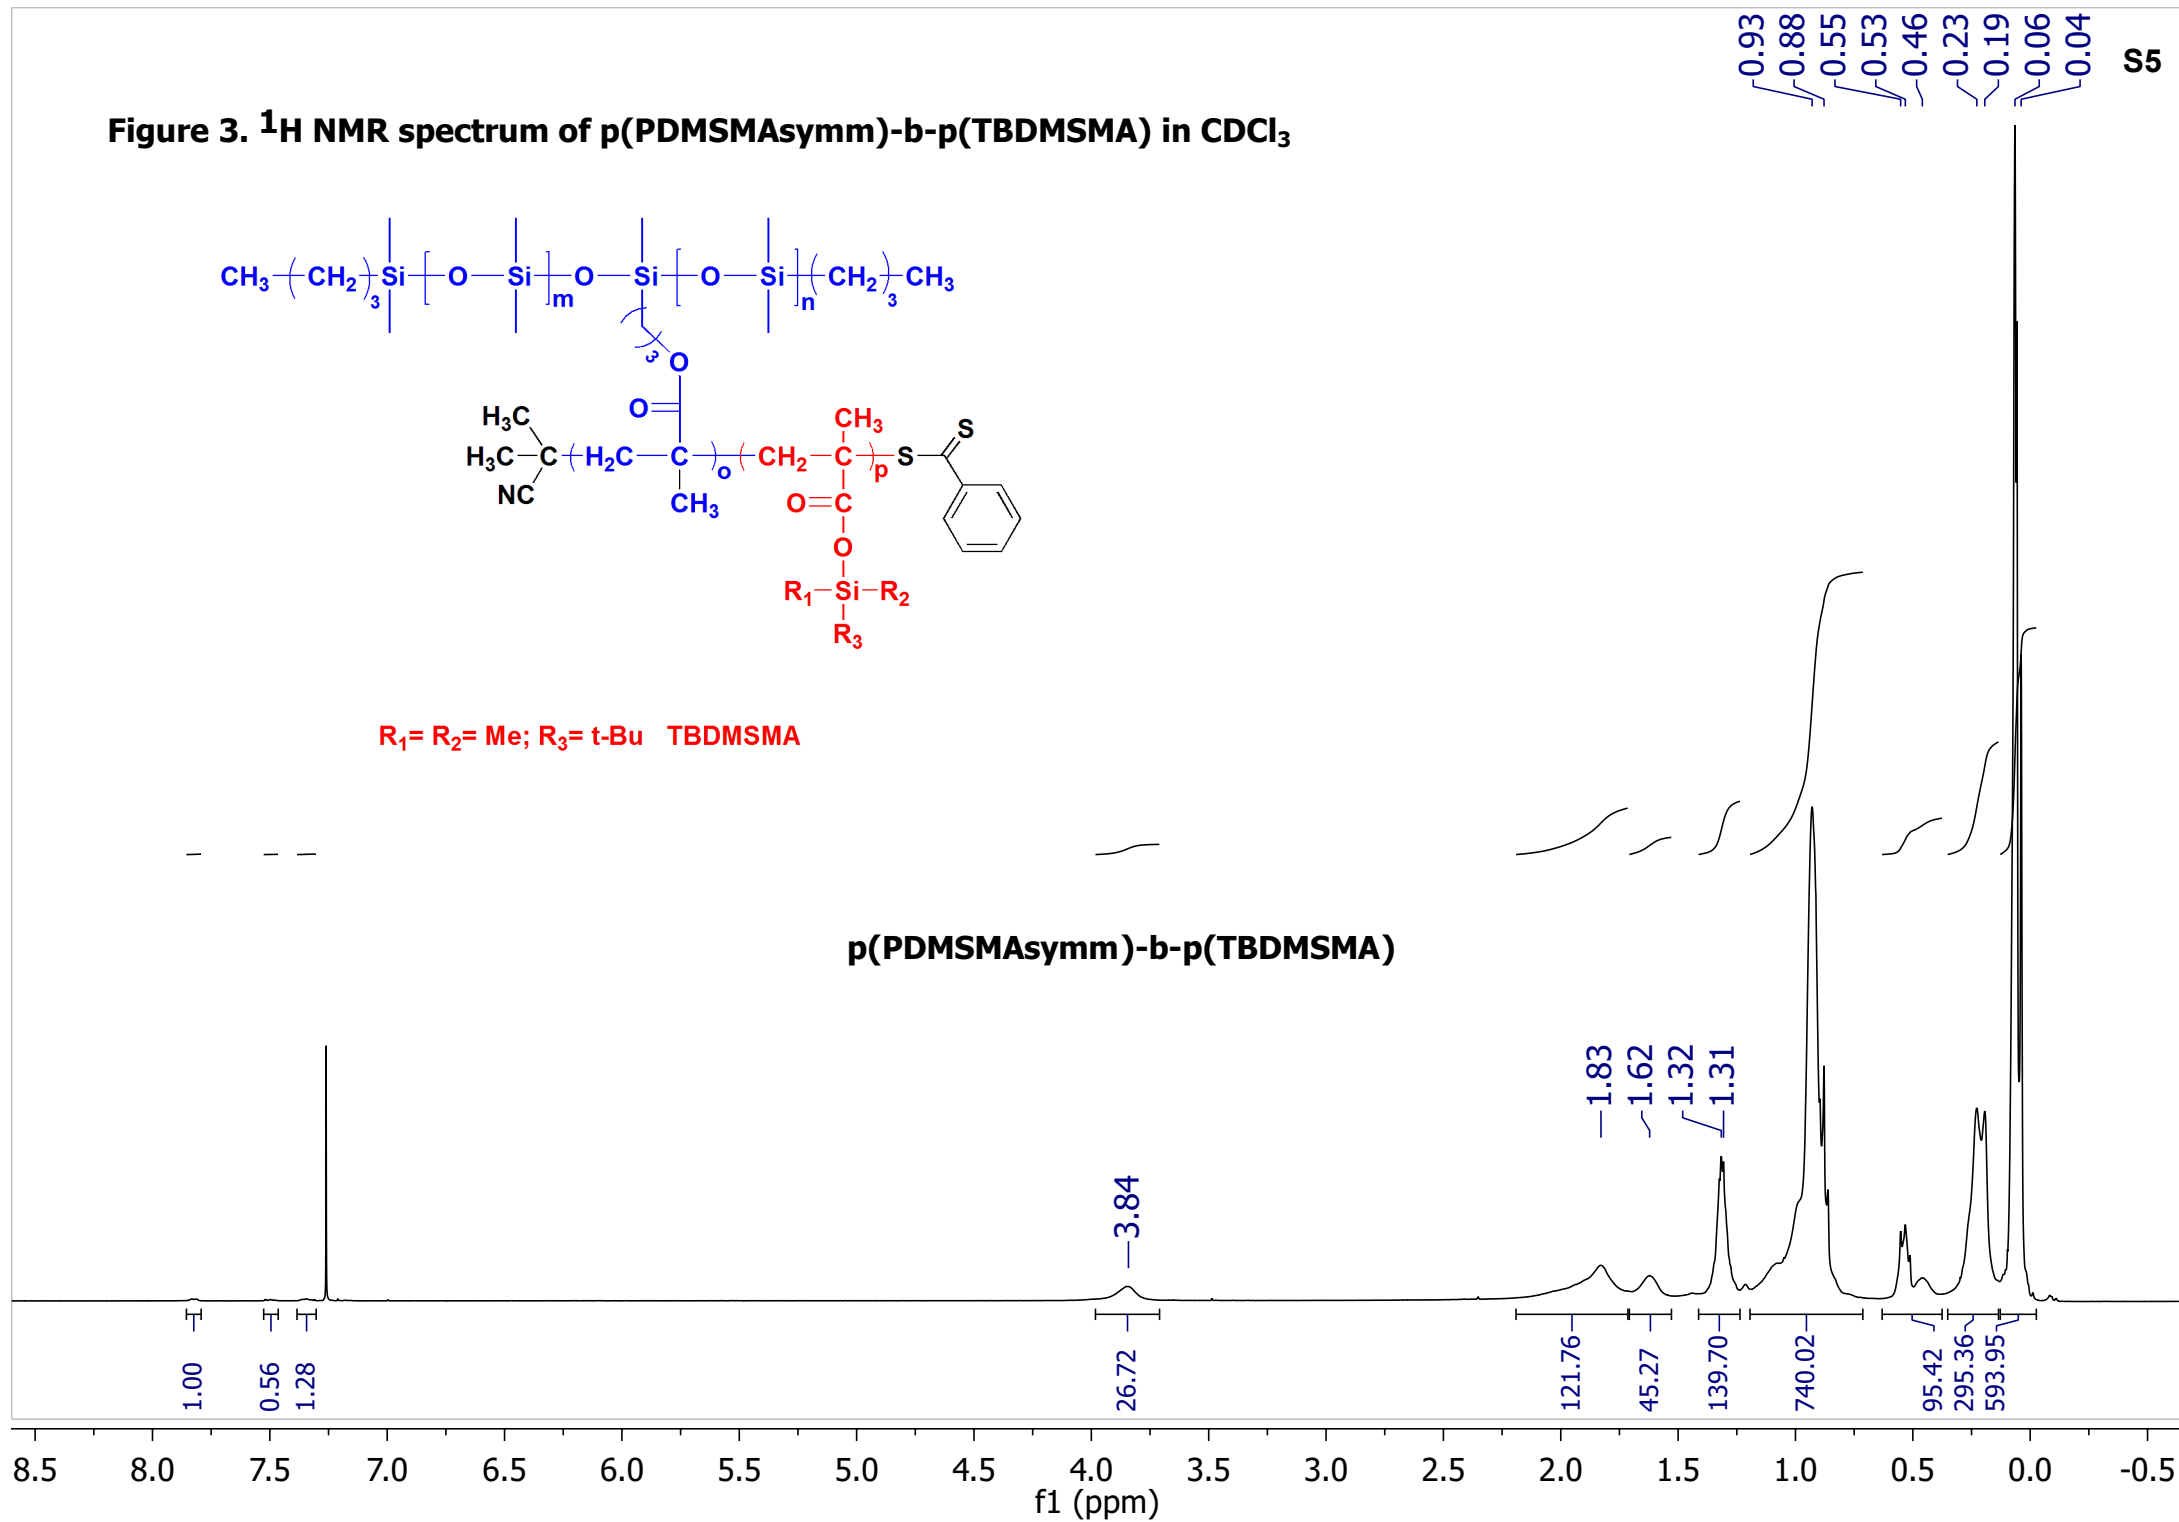 0.93 0.88 0.55 0.53 0.46 0.23 0.19 0.06 0.04
S5
Figure 3. ¹H NMR spectrum of p(PDMSMAsymm)-b-p(TBDMSMA) in CDCl₃
CH₃ (CH₂)₃ Si [ O Si ]m O Si [ O Si ]n (CH₂)₃ CH₃
3
O
O
H₃C CH₃ S
H₃C C (H₂C C )o (CH₂ C )p S
NC CH₃ O C
O
R₁ Si R₂
R₃
R₁= R₂= Me; R₃= t-Bu TBDMSMA
p(PDMSMAsymm)-b-p(TBDMSMA)
3.84 1.83 1.62 1.32 1.31
1.00 0.56 1.28 26.72 121.76 45.27 139.70 740.02 95.42 295.36 593.95
8.5 8.0 7.5 7.0 6.5 6.0 5.5 5.0 4.5 4.0 3.5 3.0 2.5 2.0 1.5 1.0 0.5 0.0 -0.5
f1 (ppm)